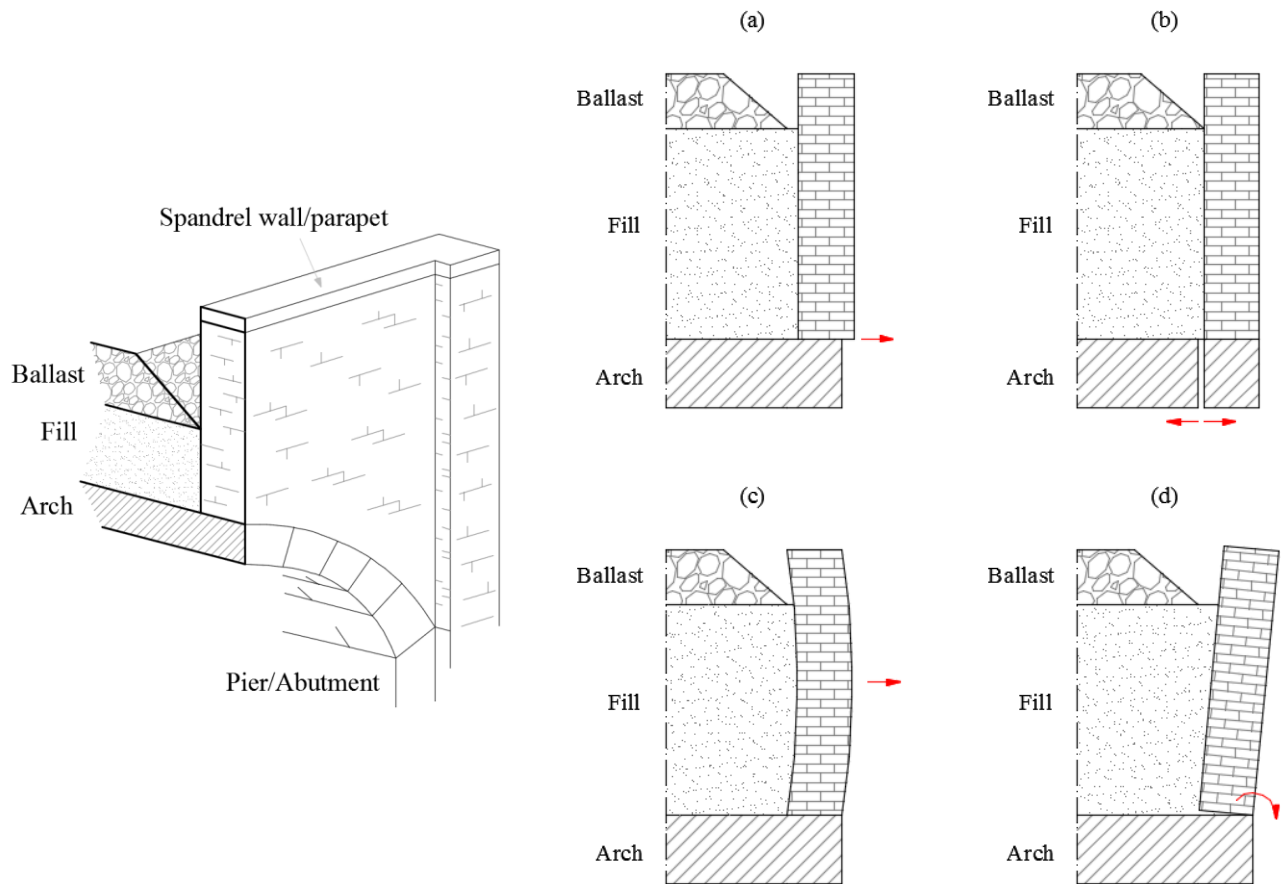 Spandrel wall/parapet
Ballast
Fill
Arch
Pier/Abutment
(a)
Ballast
Fill
Arch
(b)
Ballast
Fill
Arch
(c)
Ballast
Fill
Arch
(d)
Ballast
Fill
Arch